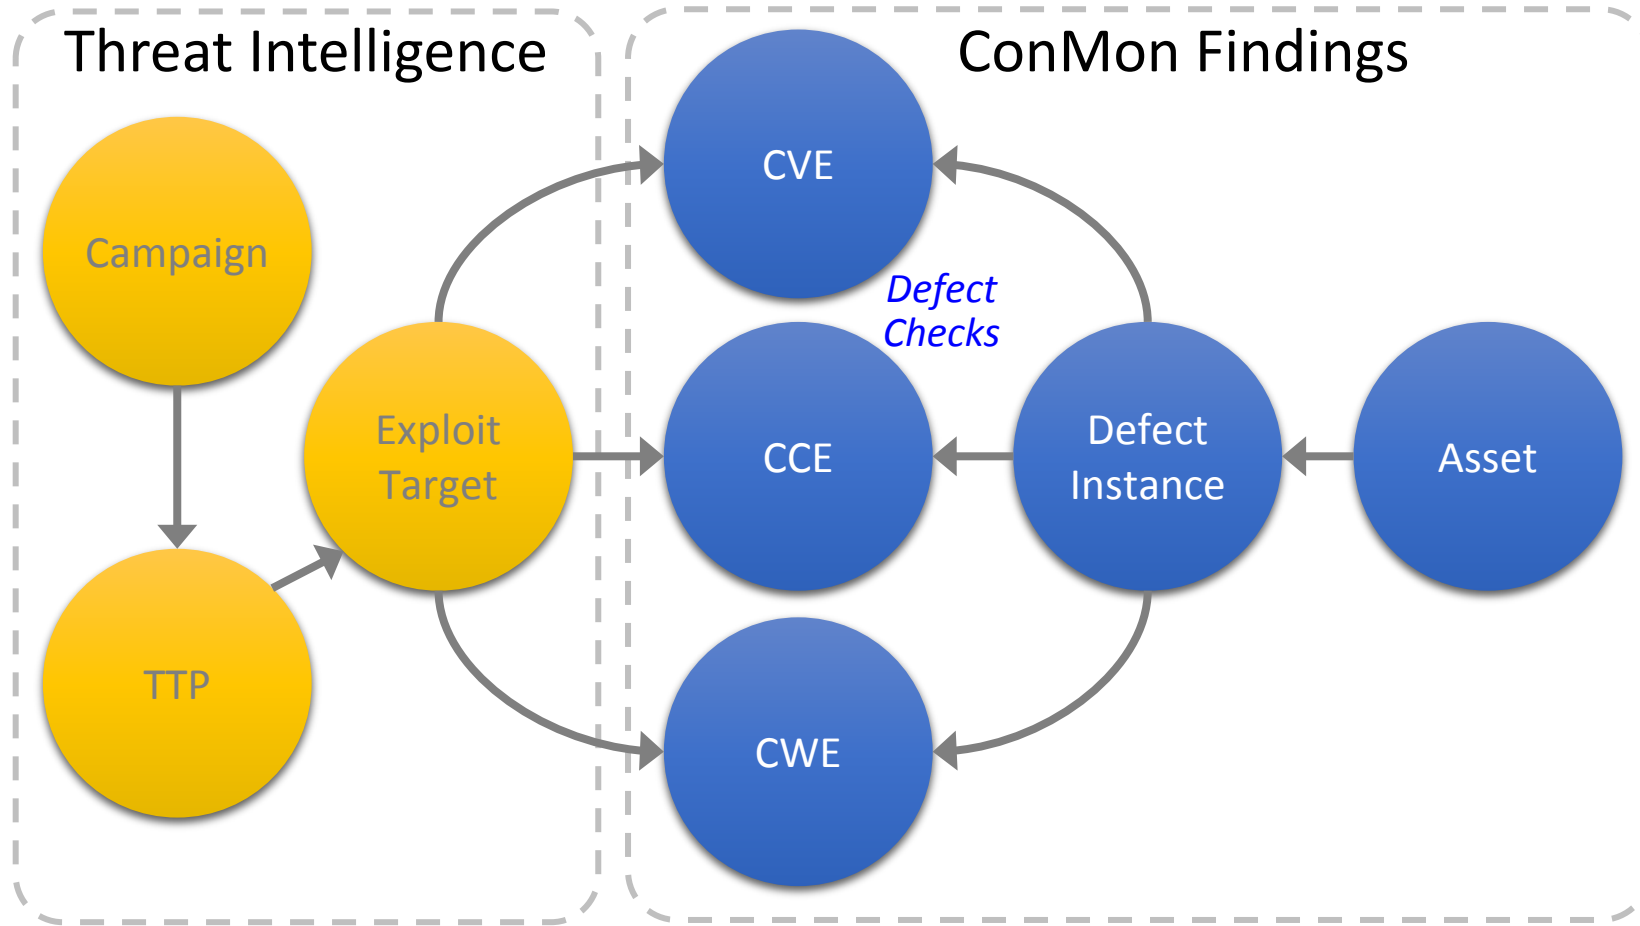 Threat Intelligence
Campaign
TTP
Exploit
Target
ConMon Findings
CVE
Defect
Checks
CCE
CWE
Defect
Instance
Asset